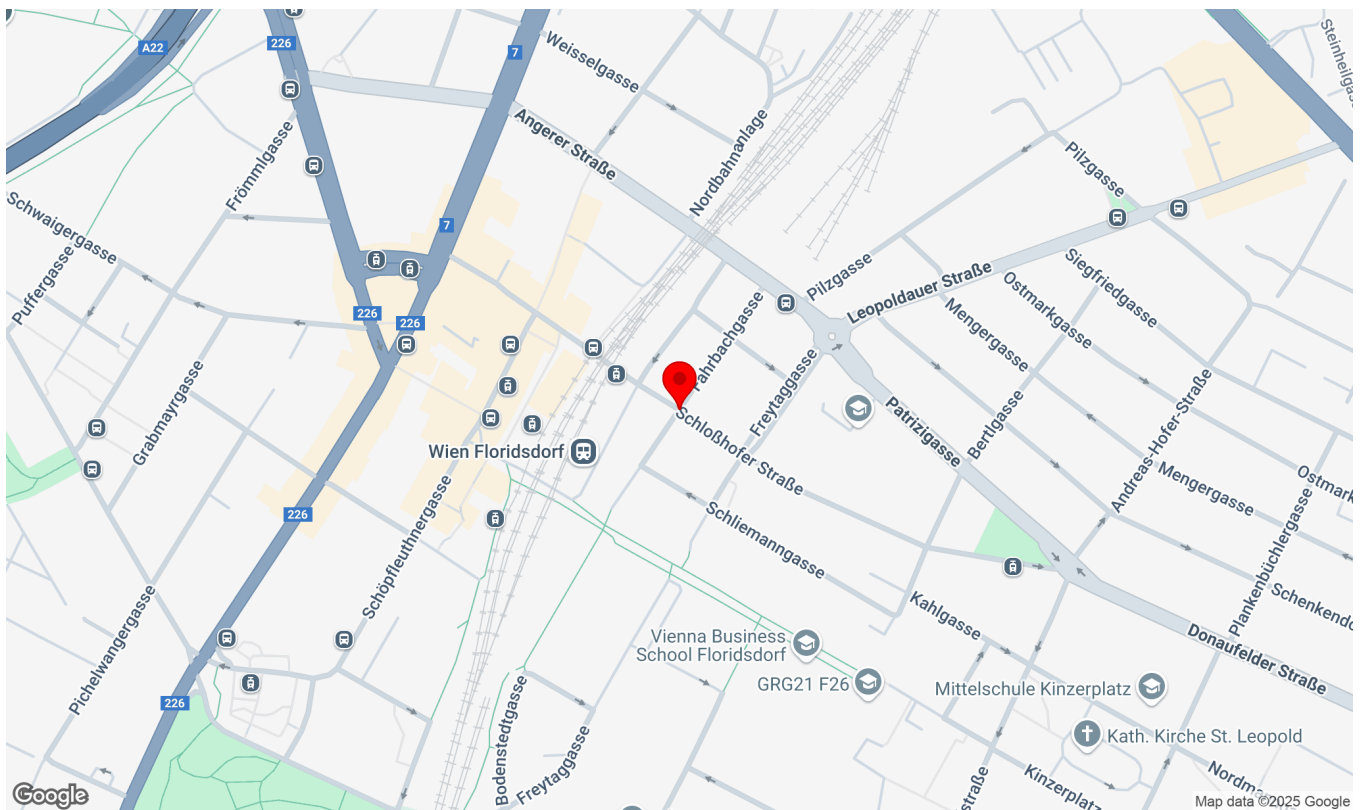 A22
226
7
Weisselgasse
Steinheilgasse
Angerer Straße
Nordbahnanlage
Frömmlgasse
Pilzgasse
Schwaigergasse
7
Puffergasse
Pilzgasse
Leopoldauer Straße
Siegfriedgasse
Ostmarkgasse
Mengergasse
226
226
Fahrbachgasse
Freytaggasse
Grabmayrgasse
Schloßhofer Straße
Patrizigasse
Bertlgasse
Andreas-Hofer-Straße
Wien Floridsdorf
Mengergasse
Plankenbüchlergasse
226
Schöpfleuthnergasse
Schliemanngasse
Kahlgasse
Pichelwangergasse
Vienna Business
School Floridsdorf
GRG21 F26
Donaufelder Straße
Mittelschule Kinzerplatz
226
Bodenstedtgasse
Freytaggasse
Kath. Kirche St. Leopold
Kinzerplatz
Google
Map data ©2025 Google